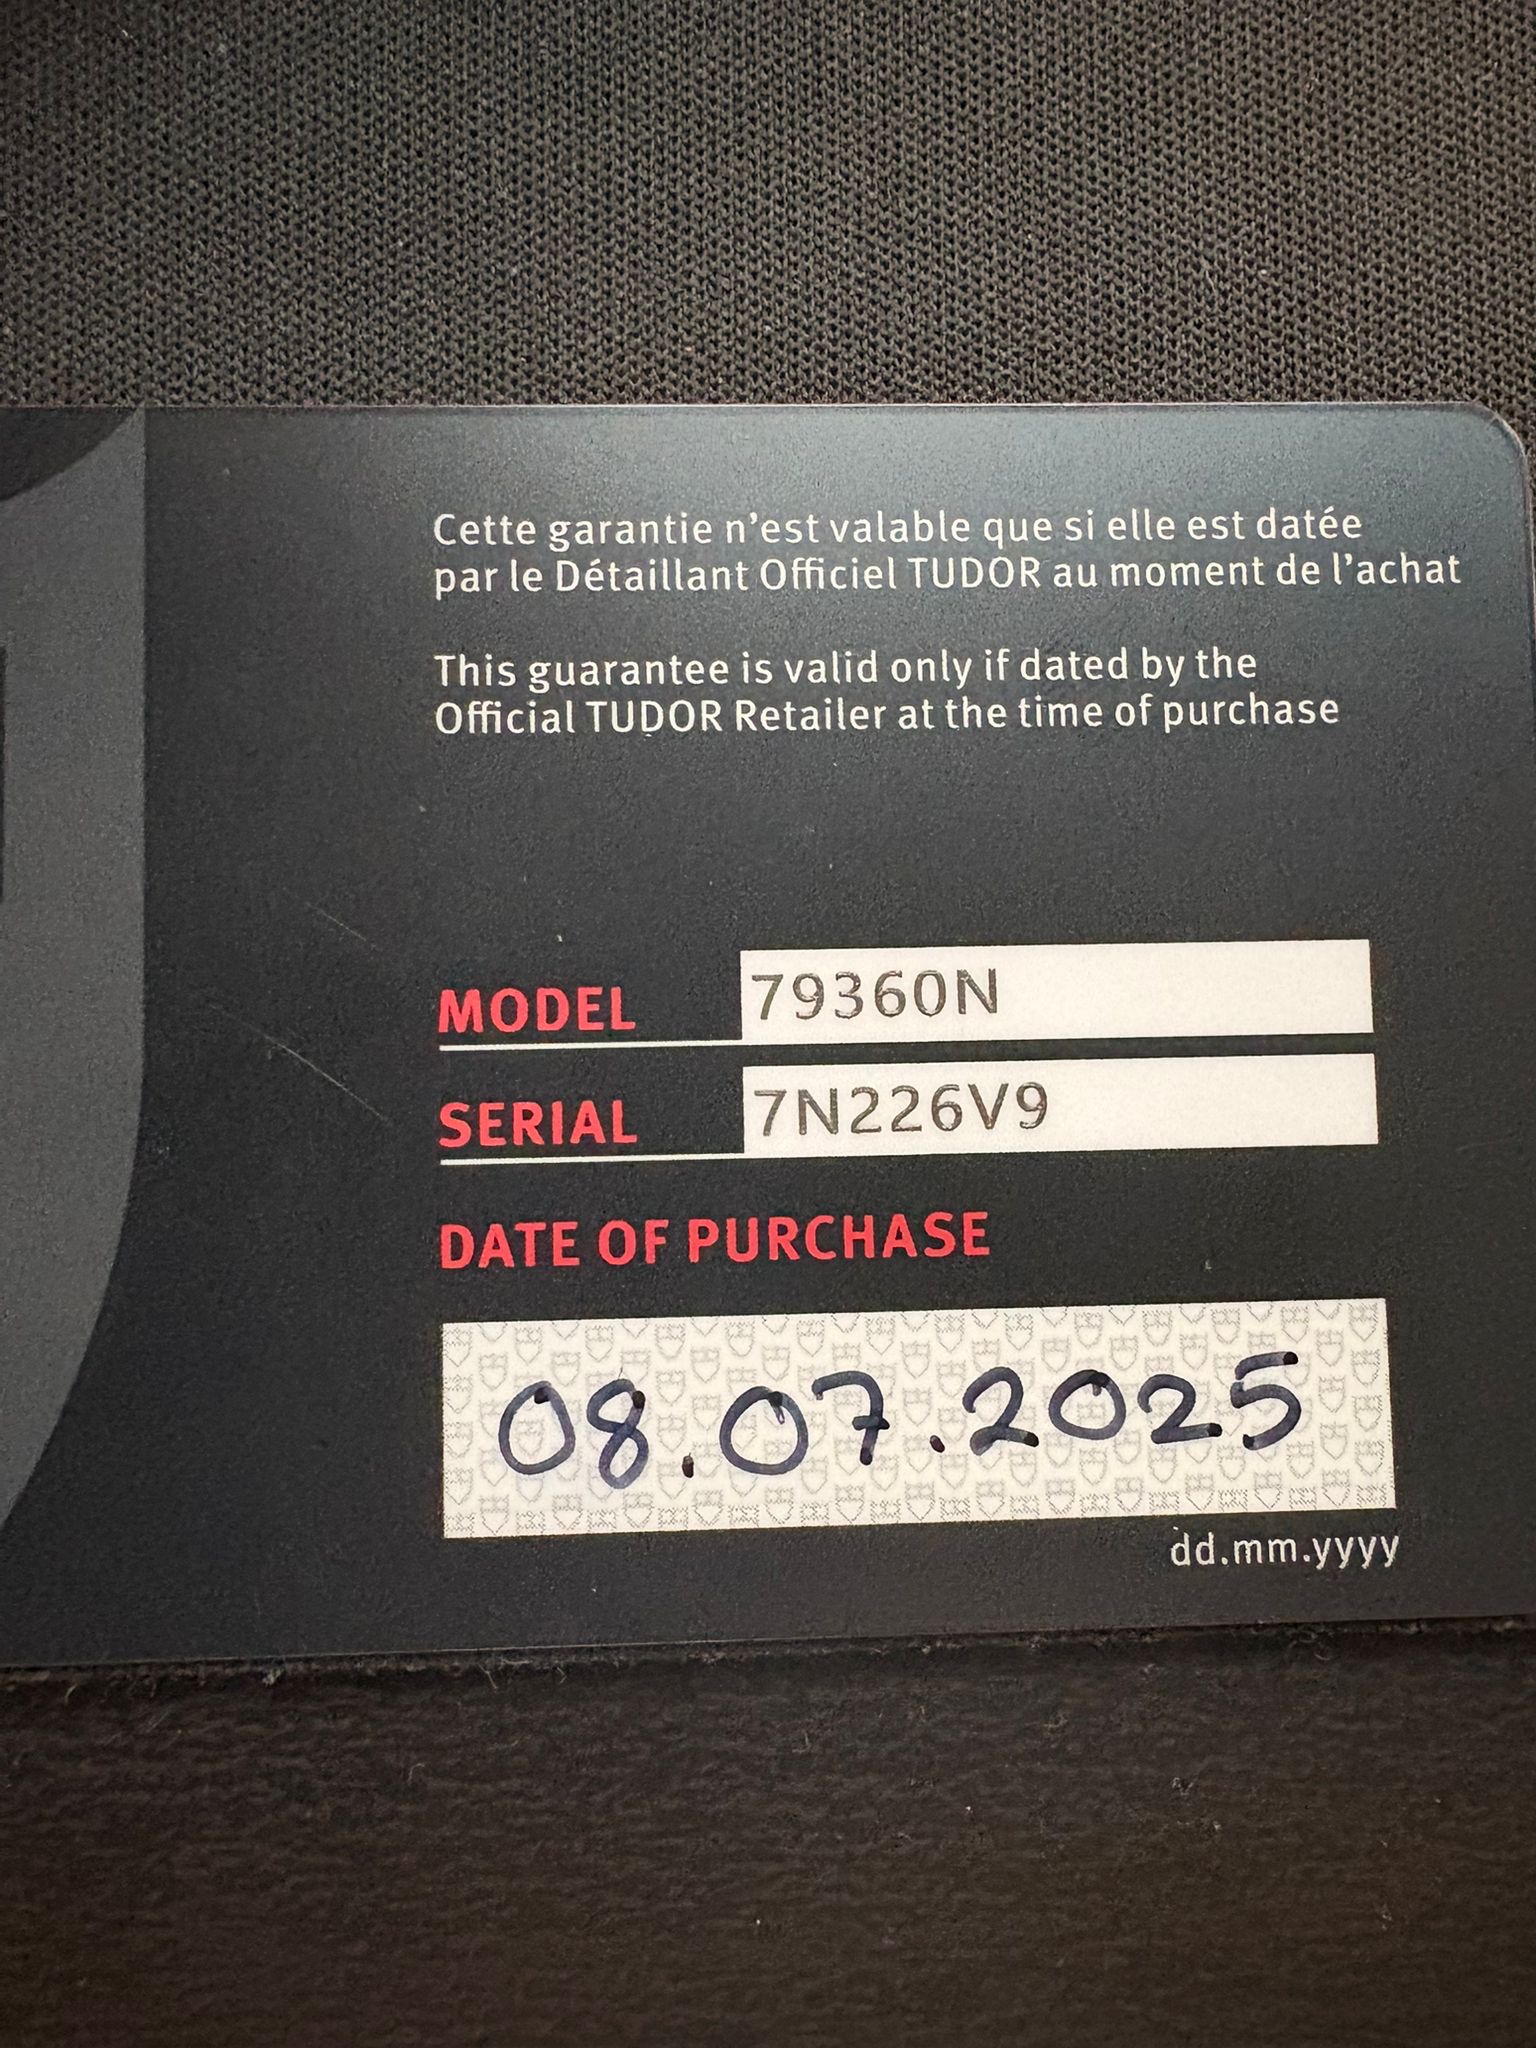 Cette garantie n'est valable que si elle est datée
par le Détaillant Officiel TUDOR au moment de l'achat
This guarantee is valid only if dated by the
Official TUDOR Retailer at the time of purchase
MODEL 79360N
SERIAL 7N226V9
DATE OF PURCHASE
08.07.2025
dd.mm.yyyy